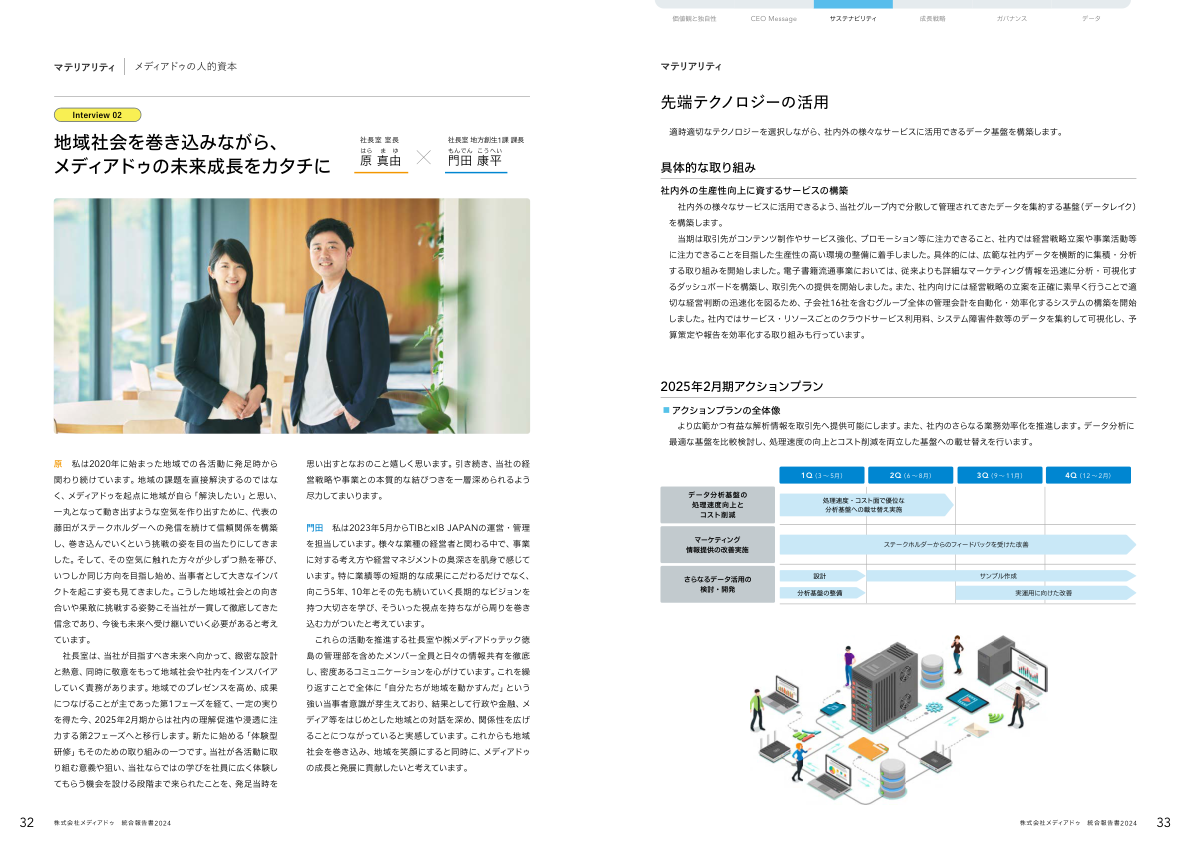 価値観と独自性
CEO Message
サステナビリティ
成長戦略
ガバナンス
データ
マテリアリティ
メディアドゥの人的資本
Interview 02
地域社会を巻き込みながら、
メディアドゥの未来成長をカタチに
社長室 室長
はら ま ゆ
原 真由
社長室 地方創生1課 課長
もんでん こうへい
門田 康平
原 私は2020年に始まった地域での各活動に発足時から
関わり続けています。地域の課題を直接解決するのではな
く、メディアドゥを起点に地域が自ら「解決したい」と思い、
一丸となって動き出すような空気を作り出すために、代表の
藤田がステークホルダーへの発信を続けて信頼関係を構築
し、巻き込んでいくという挑戦の姿を目の当たりにしてきま
した。そして、その空気に触れた方々が少しずつ熱を帯び、
いつしか同じ方向を目指し始め、当事者として大きなインパ
クトを起こす姿も見てきました。こうした地域社会との向き
合いや果敢に挑戦する姿勢こそ当社が一貫して徹底してきた
信念であり、今後も未来へ受け継いでいく必要があると考え
ています。
社長室は、当社が目指すべき未来へ向かって、緻密な設計
と熱意、同時に敬意をもって地域社会や社内をインスパイア
していく責務があります。地域でのプレゼンスを高め、成果
につなげることが主であった第1フェーズを経て、一定の実り
を得た今、2025年2月期からは社内の理解促進や浸透に注
力する第2フェーズへと移行します。新たに始める「体験型
研修」もそのための取り組みの一つです。当社が各活動に取
り組む意義や狙い、当社ならではの学びを社員に広く体験し
てもらう機会を設ける段階まで来られたことを、発足当時を
思い出すとなおのこと嬉しく思います。引き続き、当社の経
営戦略や事業との本質的な結びつきを一層深められるよう
尽力してまいります。
門田 私は2023年5月からTIBとxIB JAPANの運営・管理
を担当しています。様々な業種の経営者と関わる中で、事業
に対する考え方や経営マネジメントの奥深さを肌身で感じて
います。特に業績等の短期的な成果にこだわるだけでなく、
向こう5年、10年とその先も続いていく長期的なビジョンを
持つ大切さを学び、そういった視点を持ちながら周りを巻き
込む力がついたと考えています。
これらの活動を推進する社長室や㈱メディアドゥテック徳
島の管理部を含めたメンバー全員と日々の情報共有を徹底
し、密度あるコミュニケーションを心がけています。これを繰
り返すことで全体に「自分たちが地域を動かすんだ」という
強い当事者意識が芽生えており、結果として行政や金融、メ
ディア等をはじめとした地域との対話を深め、関係性を広げ
ることにつながっていると実感しています。これからも地域
社会を巻き込み、地域を笑顔にすると同時に、メディアドゥ
の成長と発展に貢献したいと考えています。
32
株式会社メディアドゥ 統合報告書2024
マテリアリティ
先端テクノロジーの活用
適時適切なテクノロジーを選択しながら、社内外の様々なサービスに活用できるデータ基盤を構築します。
具体的な取り組み
社内外の生産性向上に資するサービスの構築
社内外の様々なサービスに活用できるよう、当社グループ内で分散して管理されてきたデータを集約する基盤（データレイク）
を構築します。
当期は取引先がコンテンツ制作やサービス強化、プロモーション等に注力できること、社内では経営戦略立案や事業活動等
に注力できることを目指した生産性の高い環境の整備に着手しました。具体的には、広範な社内データを横断的に集積・分析
する取り組みを開始しました。電子書籍流通事業においては、従来よりも詳細なマーケティング情報を迅速に分析・可視化す
るダッシュボードを構築し、取引先への提供を開始しました。また、社内向けには経営戦略の立案を正確に素早く行うことで適
切な経営判断の迅速化を図るため、子会社16社を含むグループ全体の管理会計を自動化・効率化するシステムの構築を開始
しました。社内ではサービス・リソースごとのクラウドサービス利用料、システム障害件数等のデータを集約して可視化し、予
算策定や報告を効率化する取り組みも行っています。
2025年2月期アクションプラン
■ アクションプランの全体像
より広範かつ有益な解析情報を取引先へ提供可能にします。また、社内のさらなる業務効率化を推進します。データ分析に
最適な基盤を比較検討し、処理速度の向上とコスト削減を両立した基盤への載せ替えを行います。
1Q（3〜5月）
2Q（6〜8月）
3Q（9〜11月）
4Q（12〜2月）
データ分析基盤の
処理速度向上と
コスト削減
処理速度・コスト面で優位な
分析基盤への載せ替え実施
マーケティング
情報提供の改善実施
ステークホルダーからのフィードバックを受けた改善
さらなるデータ活用の
検討・開発
設計
サンプル作成
分析基盤の整備
実運用に向けた改善
株式会社メディアドゥ 統合報告書2024
33